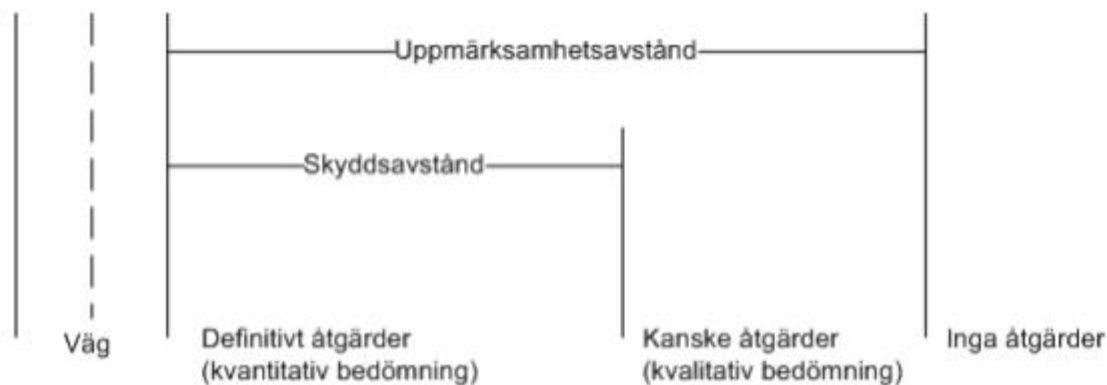 Uppmärksamhetsavstånd
Skyddsavstånd
Väg
Definitivt åtgärder
(kvantitativ bedömning)
Kanske åtgärder
(kvalitativ bedömning)
Inga åtgärder